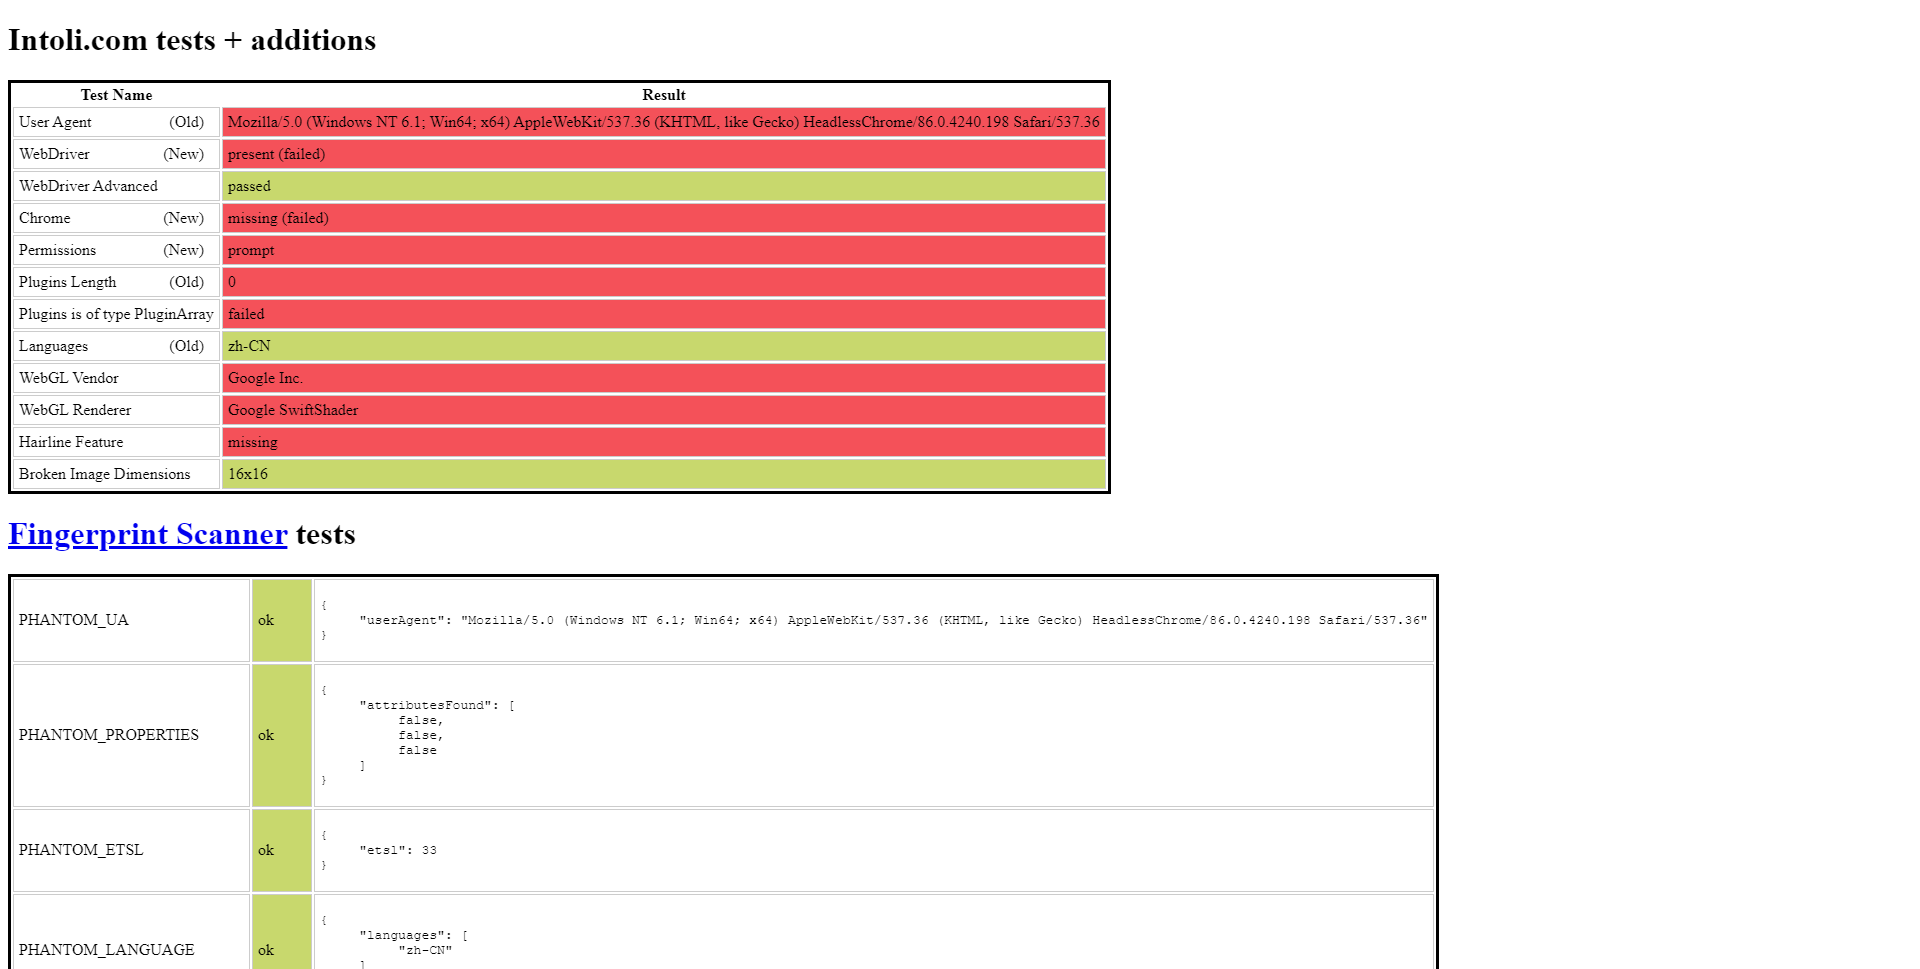 Intoli.com tests + additions
Test Name Result
User Agent (Old) Mozilla/5.0 (Windows NT 6.1; Win64; x64) AppleWebKit/537.36 (KHTML, like Gecko) HeadlessChrome/86.0.4240.198 Safari/537.36
WebDriver (New) present (failed)
WebDriver Advanced passed
Chrome (New) missing (failed)
Permissions (New) prompt
Plugins Length (Old) 0
Plugins is of type PluginArray failed
Languages (Old) zh-CN
WebGL Vendor Google Inc.
WebGL Renderer Google SwiftShader
Hairline Feature missing
Broken Image Dimensions 16x16
Fingerprint Scanner tests
PHANTOM_UA ok
{
"userAgent": "Mozilla/5.0 (Windows NT 6.1; Win64; x64) AppleWebKit/537.36 (KHTML, like Gecko) HeadlessChrome/86.0.4240.198 Safari/537.36"
}
PHANTOM_PROPERTIES ok
{
"attributesFound": [
false,
false,
false
]
}
PHANTOM_ETSL ok
{
"etsl": 33
}
PHANTOM_LANGUAGE ok
{
"languages": [
"zh-CN"
]